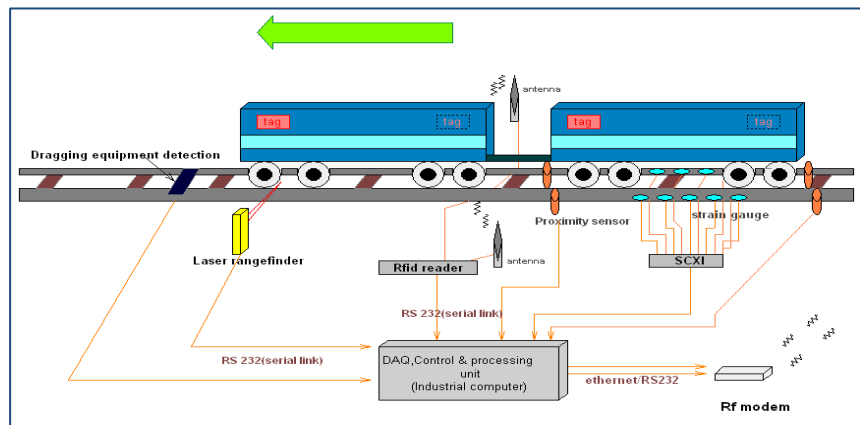 antenna
tag
tag
tag
tag
Dragging equipment detection
Proximity sensor
strain gauge
Laser rangefinder
Rfid reader
antenna
SCXI
RS 232(serial link)
RS 232(serial link)
DAQ,Control & processing
unit
(Industrial computer)
ethernet/RS232
Rf modem